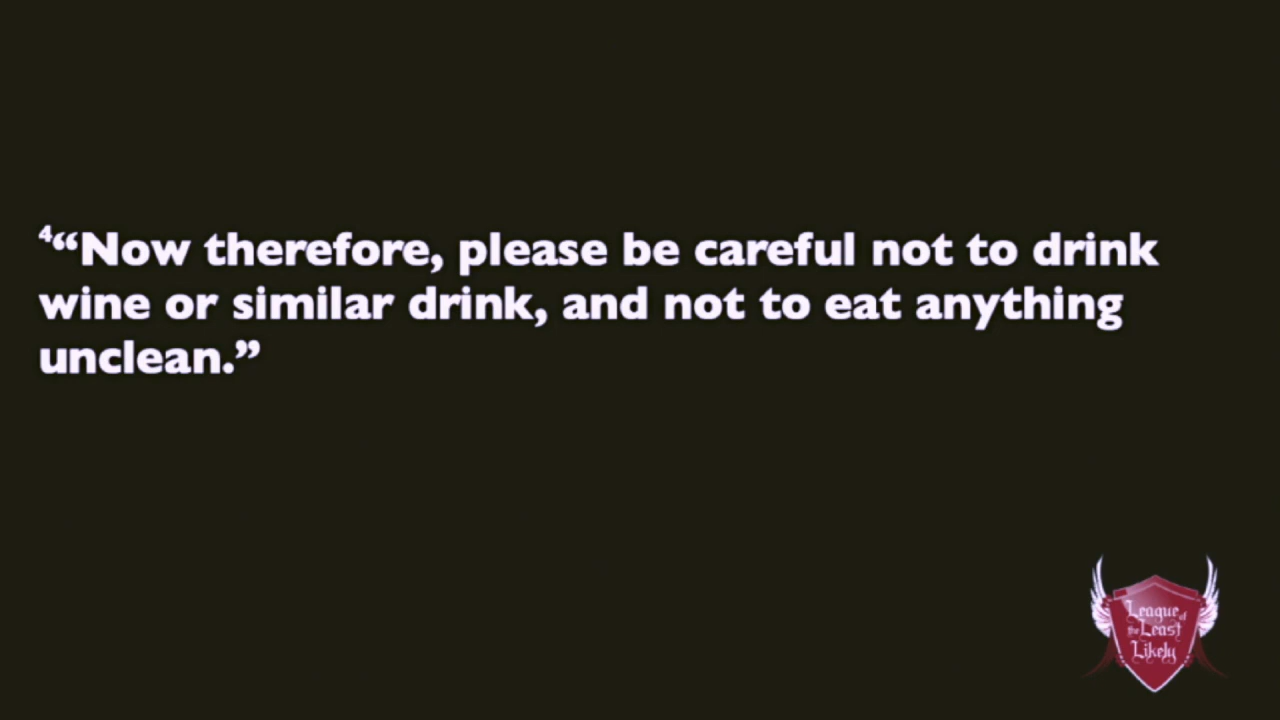 ⁴“Now therefore, please be careful not to drink
wine or similar drink, and not to eat anything
unclean.”
League of
the Least
Likely